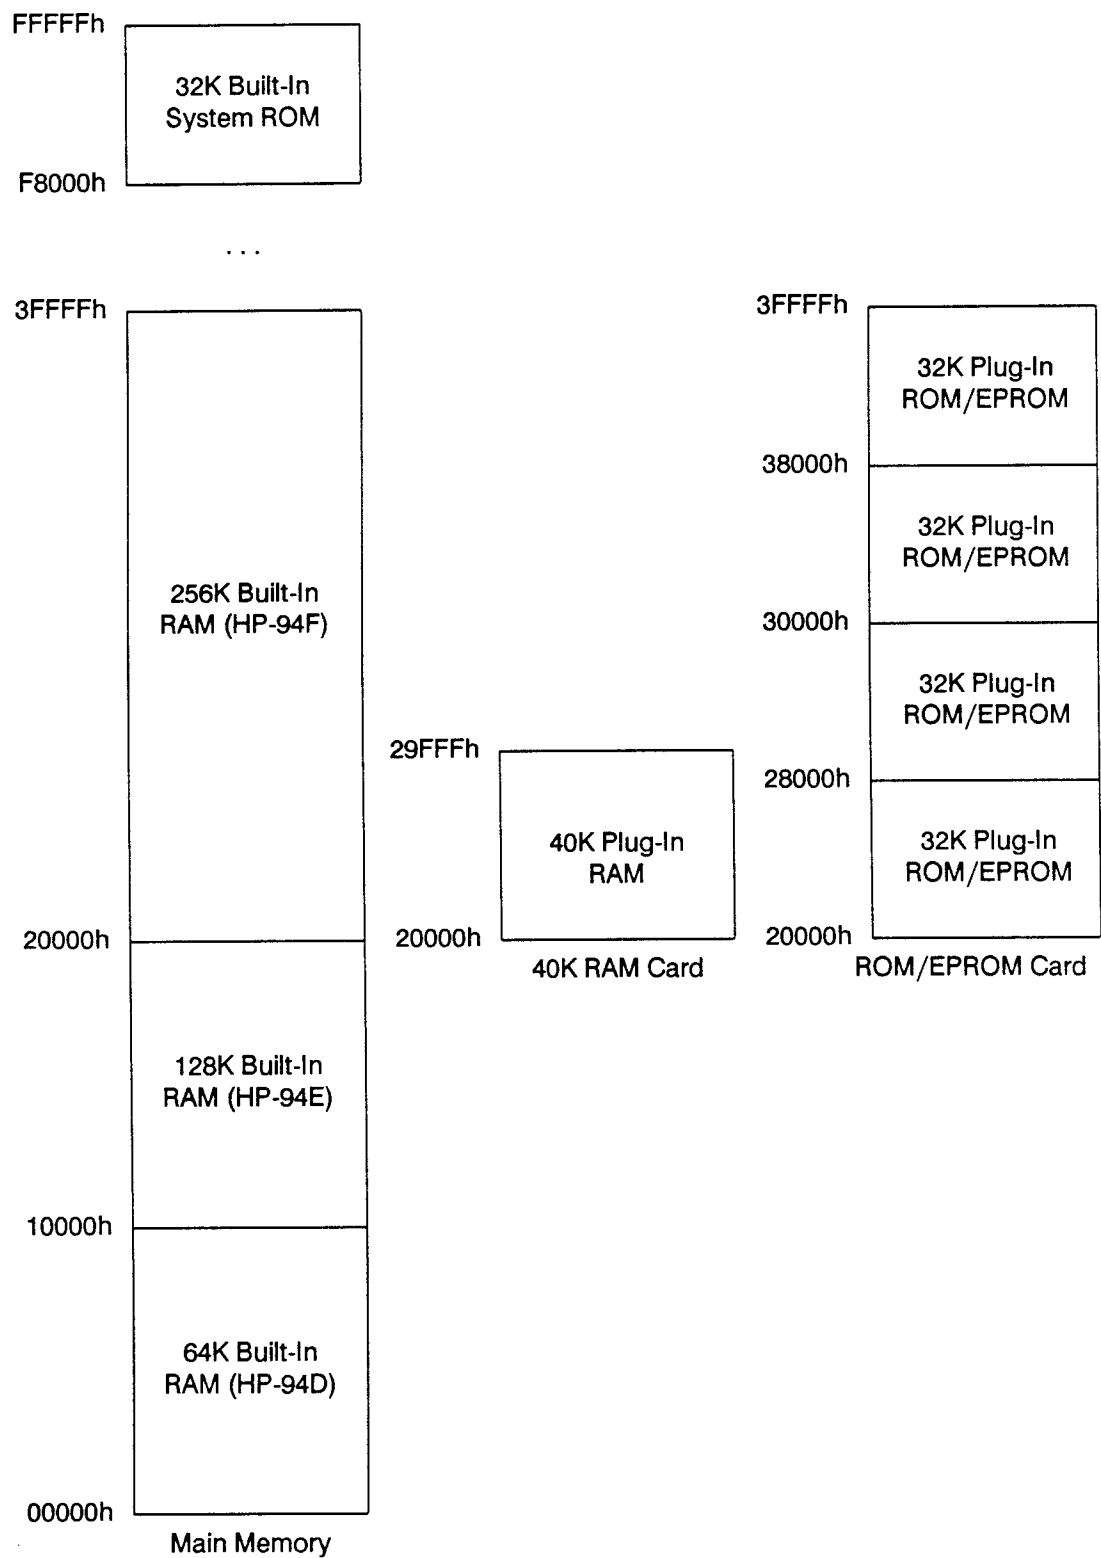 FFFFFh
32K Built-In
System ROM
F8000h
. . .
3FFFFh
256K Built-In
RAM (HP-94F)
20000h
128K Built-In
RAM (HP-94E)
10000h
64K Built-In
RAM (HP-94D)
00000h
Main Memory
29FFFh
40K Plug-In
RAM
20000h
40K RAM Card
3FFFFh
32K Plug-In
ROM/EPROM
38000h
32K Plug-In
ROM/EPROM
30000h
32K Plug-In
ROM/EPROM
28000h
32K Plug-In
ROM/EPROM
20000h
ROM/EPROM Card